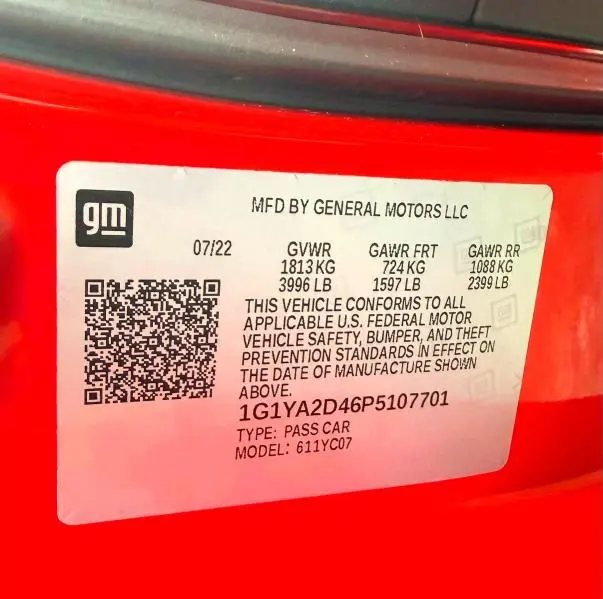 gm
MFD BY GENERAL MOTORS LLC
07/22 GVWR GAWR FRT GAWR RR
1813 KG 724 KG 1088 KG
3996 LB 1597 LB 2399 LB
THIS VEHICLE CONFORMS TO ALL
APPLICABLE U.S. FEDERAL MOTOR
VEHICLE SAFETY, BUMPER, AND THEFT
PREVENTION STANDARDS IN EFFECT ON
THE DATE OF MANUFACTURE SHOWN
ABOVE.
1G1YA2D46P5107701
TYPE: PASS CAR
MODEL: 611YC07